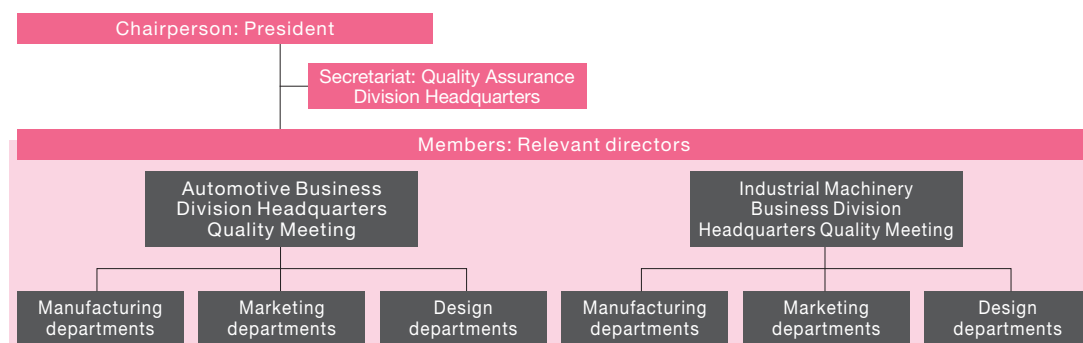 Chairperson: President
Secretariat: Quality Assurance
Division Headquarters
Members: Relevant directors
Automotive Business
Division Headquarters
Quality Meeting
Industrial Machinery
Business Division
Headquarters Quality Meeting
Manufacturing
departments
Marketing
departments
Design
departments
Manufacturing
departments
Marketing
departments
Design
departments